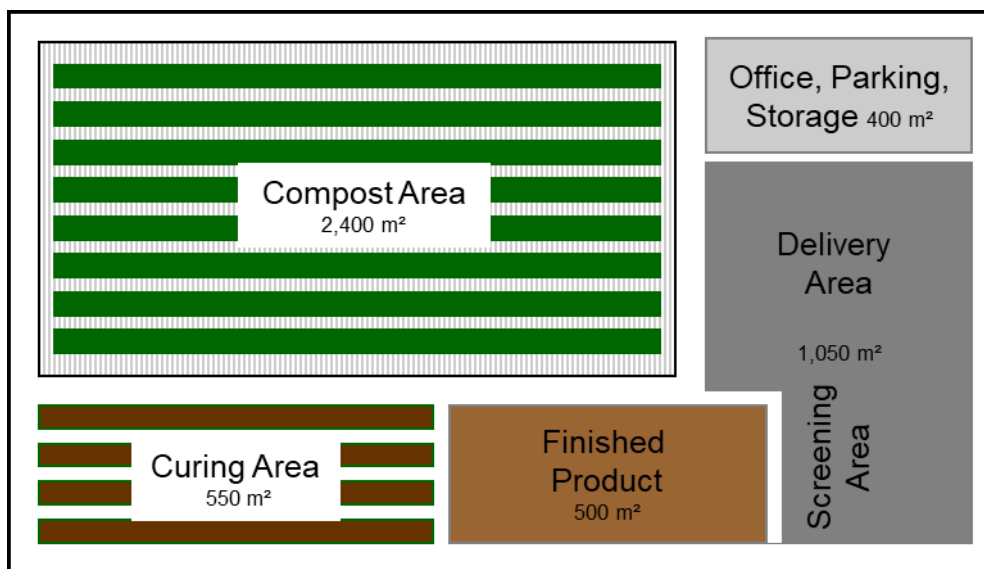 Office, Parking,
Storage 400 m²
Compost Area
2,400 m²
Delivery
Area
1,050 m²
Screening
Area
Curing Area
550 m²
Finished
Product
500 m²